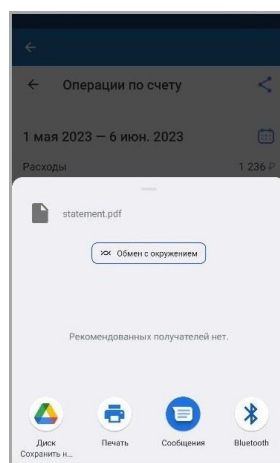 Операции по счету
1 мая 2023 — 6 июн. 2023
Расходы 1 236 ₽
statement.pdf
Обмен с окружением
Рекомендованных получателей нет.
Диск
Сохранить н...
Печать
Сообщения
Bluetooth